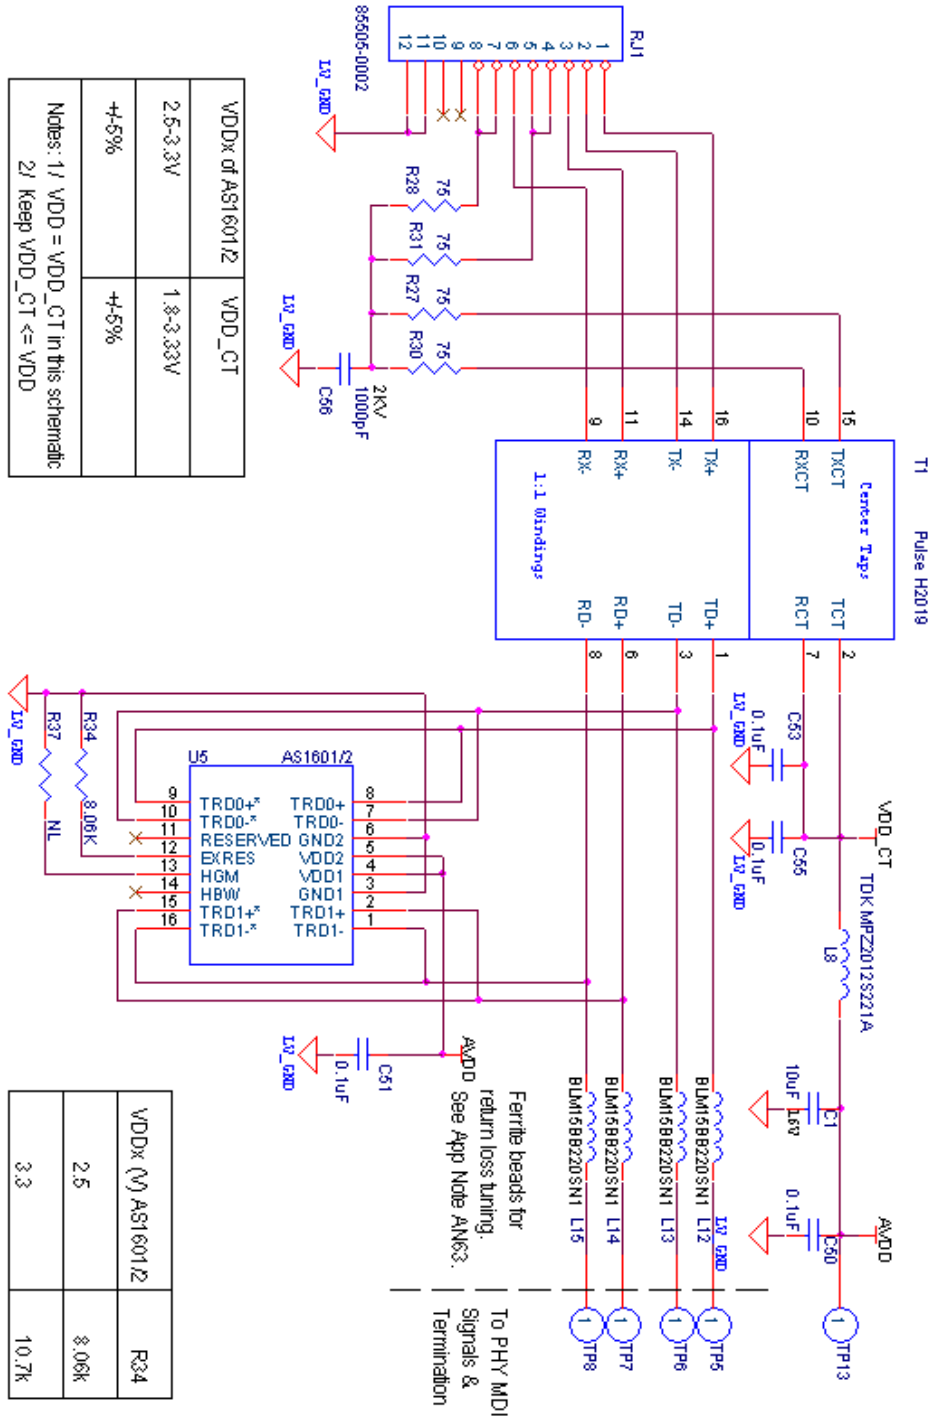 RJ1
1
2
3
4
5
6
7
8
9
10
11
12
85505-0002
LV_GND
R28
75
R31
75
R27
75
R30
75
2KV
1000pF
C56
LV_GND
T1 Pulse H2019
Center Taps
1:1 Windings
15 TXCT
10 RXCT
16 TX+
14 TX-
11 RX+
9 RX-
TCT 2
RCT 7
TD+ 1
TD- 3
RD+ 6
RD- 8
C53
0.1uF
LV_GND
C55
0.1uF
LV_GND
VDD_CT
TDK MPZ2012S221A
L8
C1
10uF 16V
C50
0.1uF
LV_GND
AVDD
1 TP13
BLM15BB220SN1 L12
1 TP5
BLM15BB220SN1 L13
1 TP6
BLM15BB220SN1 L14
1 TP7
BLM15BB220SN1 L15
1 TP8
Ferrite beads for
return loss tuning.
See App Note AN63.
To PHY MDI
Signals &
Termination
U5 AS1601/2
9 TRD0+* TRD0+ 8
10 TRD0-* TRD0- 7
11 RESERVED GND2 6
12 EXRES VDD2 5
13 HGM VDD1 4
14 HBW GND1 3
15 TRD1+* TRD1+ 2
16 TRD1-* TRD1- 1
R34 8.06K
R37 NL
LV_GND
AVDD
C51
0.1uF
LV_GND
VDDx of AS1601/2 VDD_CT
2.5-3.3V 1.8-3.33V
+/-5% +/-5%
Notes: 1/ VDD = VDD_CT in this schematic
2/ Keep VDD_CT <= VDD
VDDx (V) AS1601/2 R34
2.5 8.06k
3.3 10.7k